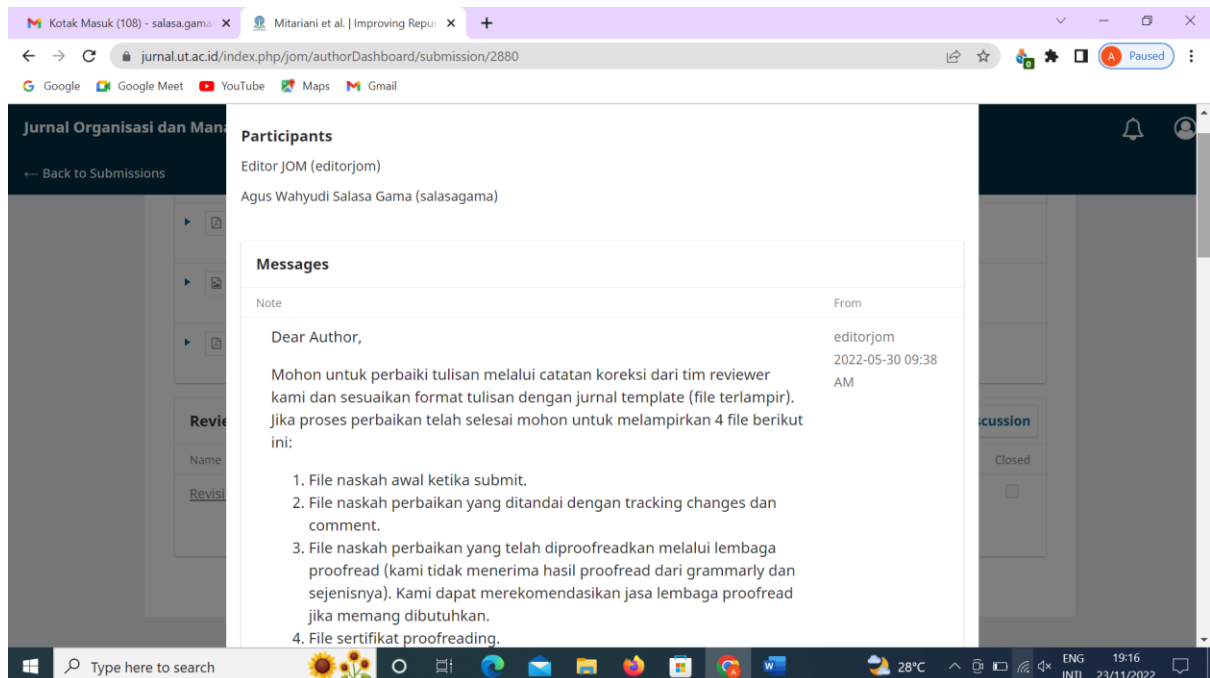 Kotak Masuk (108) - salasa.gama
Mitariani et al. | Improving Repur
jurnal.ut.ac.id/index.php/jom/authorDashboard/submission/2880
A Paused
Google Google Meet YouTube Maps Gmail
Jurnal Organisasi dan Mana
← Back to Submissions
Participants
Editor JOM (editorjom)
Agus Wahyudi Salasa Gama (salasagama)
Messages
Note From
Dear Author,
editorjom
2022-05-30 09:38
AM
Mohon untuk perbaiki tulisan melalui catatan koreksi dari tim reviewer
kami dan sesuaikan format tulisan dengan jurnal template (file terlampir).
Jika proses perbaikan telah selesai mohon untuk melampirkan 4 file berikut
ini:
1. File naskah awal ketika submit.
2. File naskah perbaikan yang ditandai dengan tracking changes dan
comment.
3. File naskah perbaikan yang telah diproofreadkan melalui lembaga
proofread (kami tidak menerima hasil proofread dari grammarly dan
sejenisnya). Kami dapat merekomendasikan jasa lembaga proofread
jika memang dibutuhkan.
4. File sertifikat proofreading.
Revie
cussion
Name
Closed
Revisi
Type here to search
28°C
ENG
INTL
19:16
23/11/2022